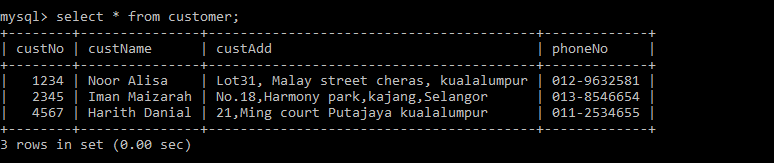 mysql> select * from customer;
+--------+---------------+------------------------------------------+-------------+
| custNo | custName      | custAdd                                  | phoneNo     |
+--------+---------------+------------------------------------------+-------------+
|   1234 | Noor Alisa    | Lot31, Malay street cheras, kualalumpur | 012-9632581 |
|   2345 | Iman Maizarah | No.18,Harmony park,kajang,Selangor       | 013-8546654 |
|   4567 | Harith Danial | 21,Ming court Putajaya kualalumpur       | 011-2534655 |
+--------+---------------+------------------------------------------+-------------+
3 rows in set (0.00 sec)